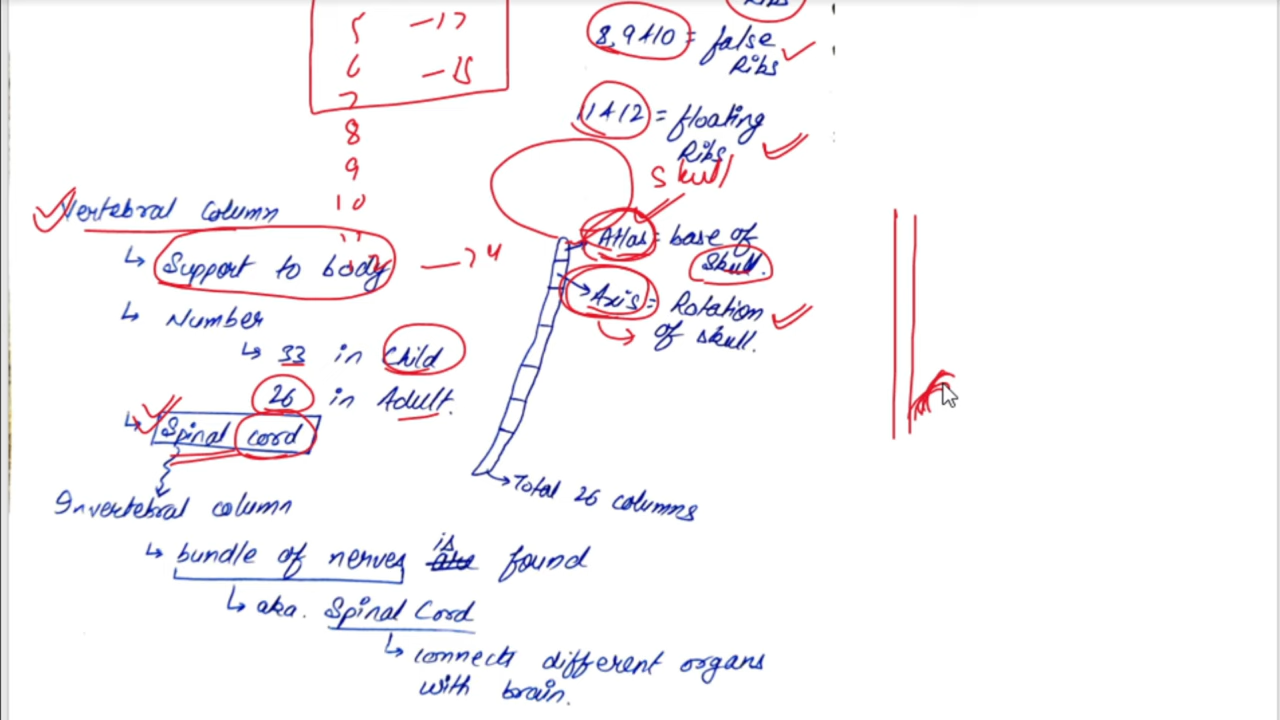 Ribs
5 – 17
8, 9 & 10 = false
Ribs
6 – 15
7
11 & 12 = floating
Ribs
8
Skull
9
10
Vertebral Column
11
Atlas = base of
Skull.
Support to body
Axis = Rotation
of skull.
Number
33 in Child
26 in Adult.
Spinal cord
Total 26 columns
Invertebral column
bundle of nerves is found
aka. Spinal Cord
connects different organs
with brain.